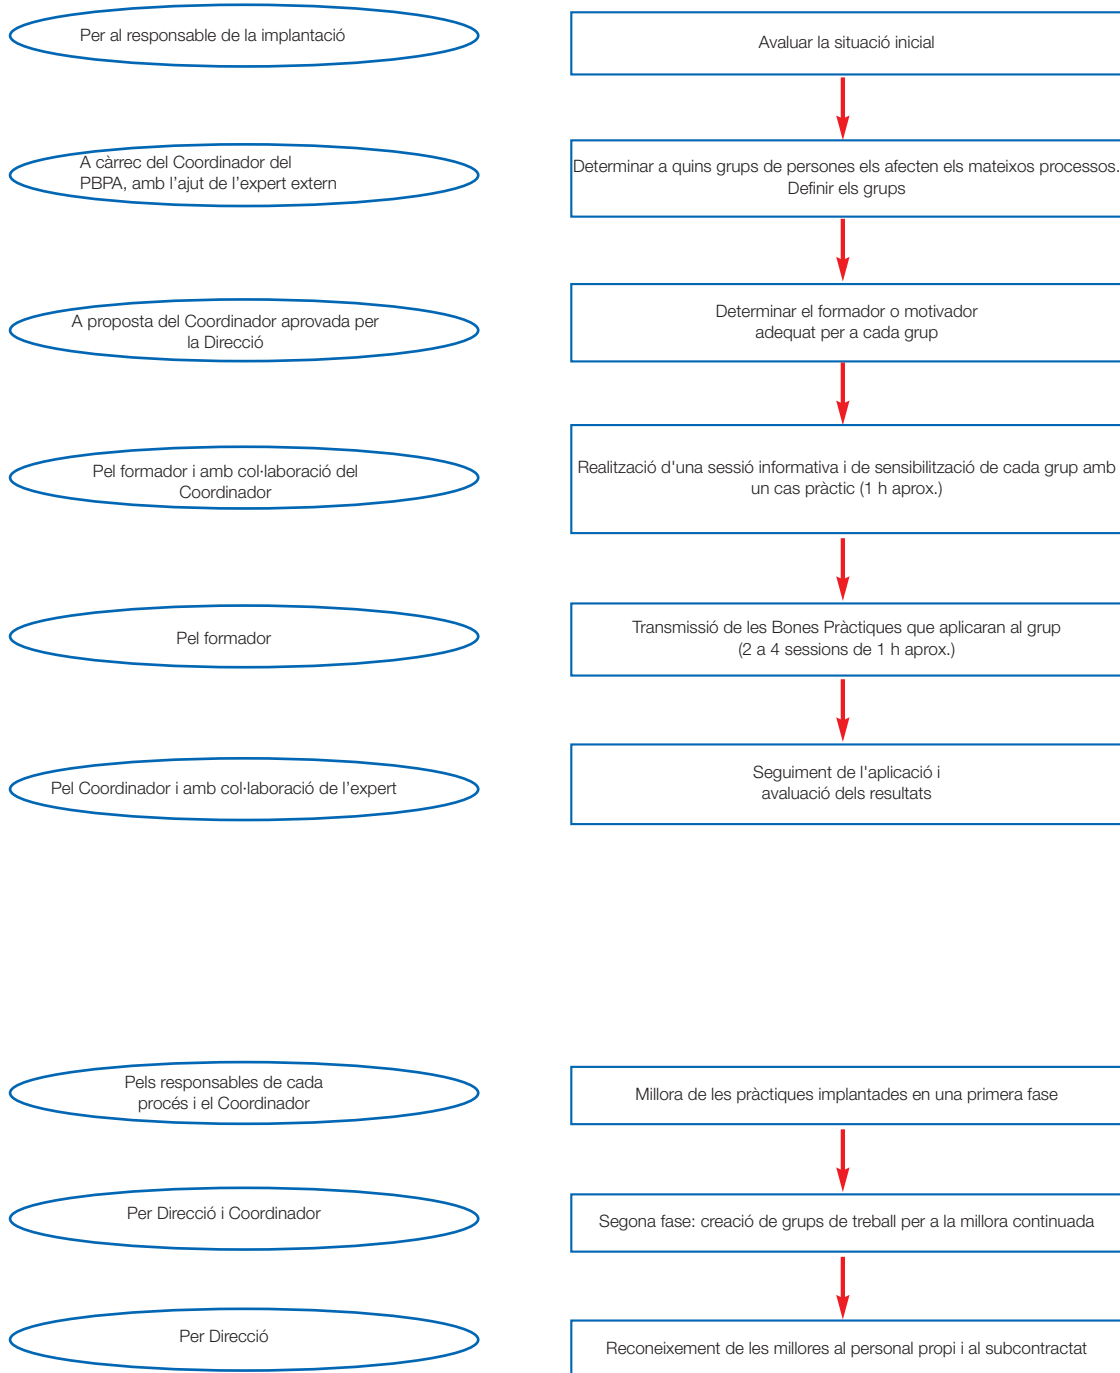 Per al responsable de la implantació
Avaluar la situació inicial
A càrrec del Coordinador del
PBPA, amb l’ajut de l’expert extern
Determinar a quins grups de persones els afecten els mateixos processos.
Definir els grups
A proposta del Coordinador aprovada per
la Direcció
Determinar el formador o motivador
adequat per a cada grup
Pel formador i amb col·laboració del
Coordinador
Realització d'una sessió informativa i de sensibilització de cada grup amb
un cas pràctic (1 h aprox.)
Pel formador
Transmissió de les Bones Pràctiques que aplicaran al grup
(2 a 4 sessions de 1 h aprox.)
Pel Coordinador i amb col·laboració de l’expert
Seguiment de l'aplicació i
avaluació dels resultats
Pels responsables de cada
procés i el Coordinador
Millora de les pràctiques implantades en una primera fase
Per Direcció i Coordinador
Segona fase: creació de grups de treball per a la millora continuada
Per Direcció
Reconeixement de les millores al personal propi i al subcontractat